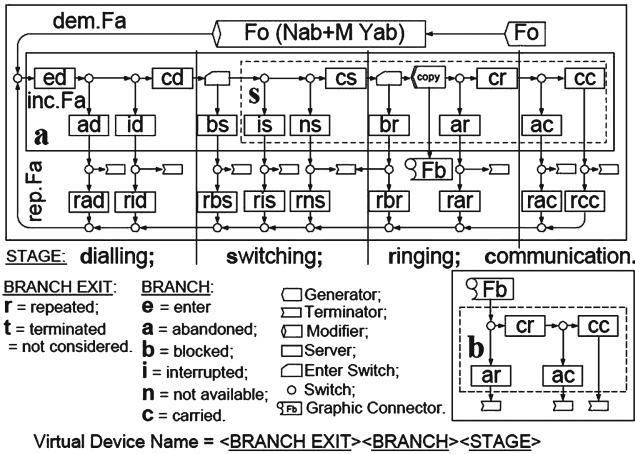 dem.Fa
Fo (Nab+M Yab)
Fo
ed
cd
s
cs
copy
cr
cc
inc.Fa
a
ad
id
bs
is
ns
br
ar
ac
Fb
rep.Fa
rad
rid
rbs
ris
rns
rbr
rar
rac
rcc
STAGE: dialling; switching; ringing; communication.
BRANCH EXIT:
r = repeated;
t = terminated
= not considered.
BRANCH:
e = enter
a = abandoned;
b = blocked;
i = interrupted;
n = not available;
c = carried.
Generator;
Terminator;
Modifier;
Server;
Enter Switch;
Switch;
Fb Graphic Connector.
Fb
cr
cc
b
ar
ac
Virtual Device Name = <BRANCH EXIT><BRANCH><STAGE>